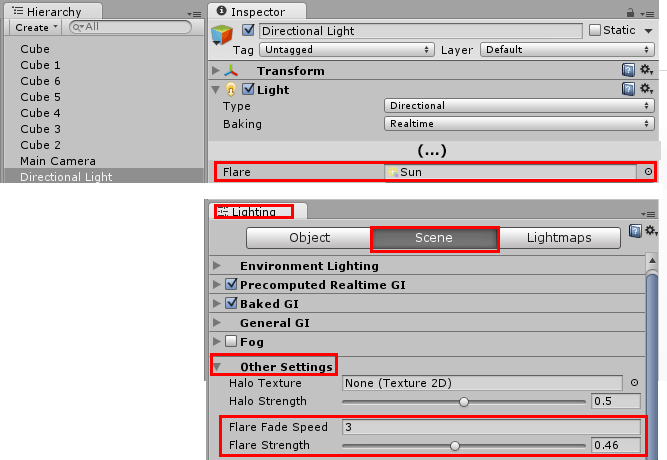 Hierarchy
Create All
Cube
Cube 1
Cube 6
Cube 5
Cube 4
Cube 3
Cube 2
Main Camera
Directional Light
Inspector
Directional Light Static
Tag Untagged Layer Default
Transform
Light
Type Directional
Baking Realtime
(...)
Flare Sun
Lighting
Object Scene Lightmaps
Environment Lighting
Precomputed Realtime GI
Baked GI
General GI
Fog
Other Settings
Halo Texture None (Texture 2D)
Halo Strength 0.5
Flare Fade Speed 3
Flare Strength 0.46